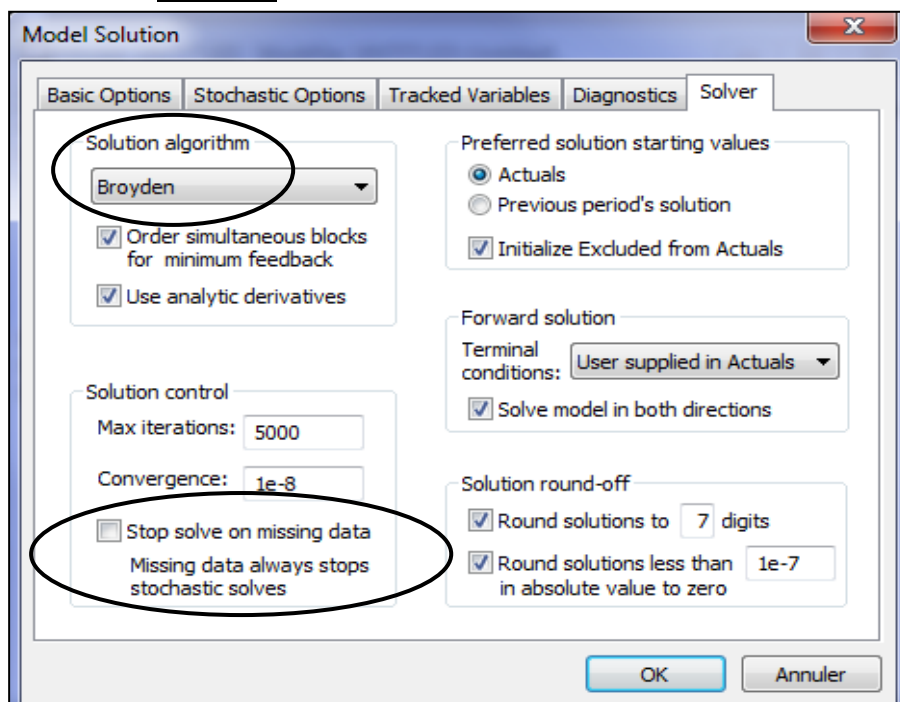 Model Solution
Basic Options
Stochastic Options
Tracked Variables
Diagnostics
Solver
Solution algorithm
Broyden
Order simultaneous blocks
for minimum feedback
Use analytic derivatives
Solution control
Max iterations: 5000
Convergence: 1e-8
Stop solve on missing data
Missing data always stops
stochastic solves
Preferred solution starting values
Actuals
Previous period's solution
Initialize Excluded from Actuals
Forward solution
Terminal
conditions:
User supplied in Actuals
Solve model in both directions
Solution round-off
Round solutions to 7 digits
Round solutions less than 1e-7
in absolute value to zero
OK
Annuler